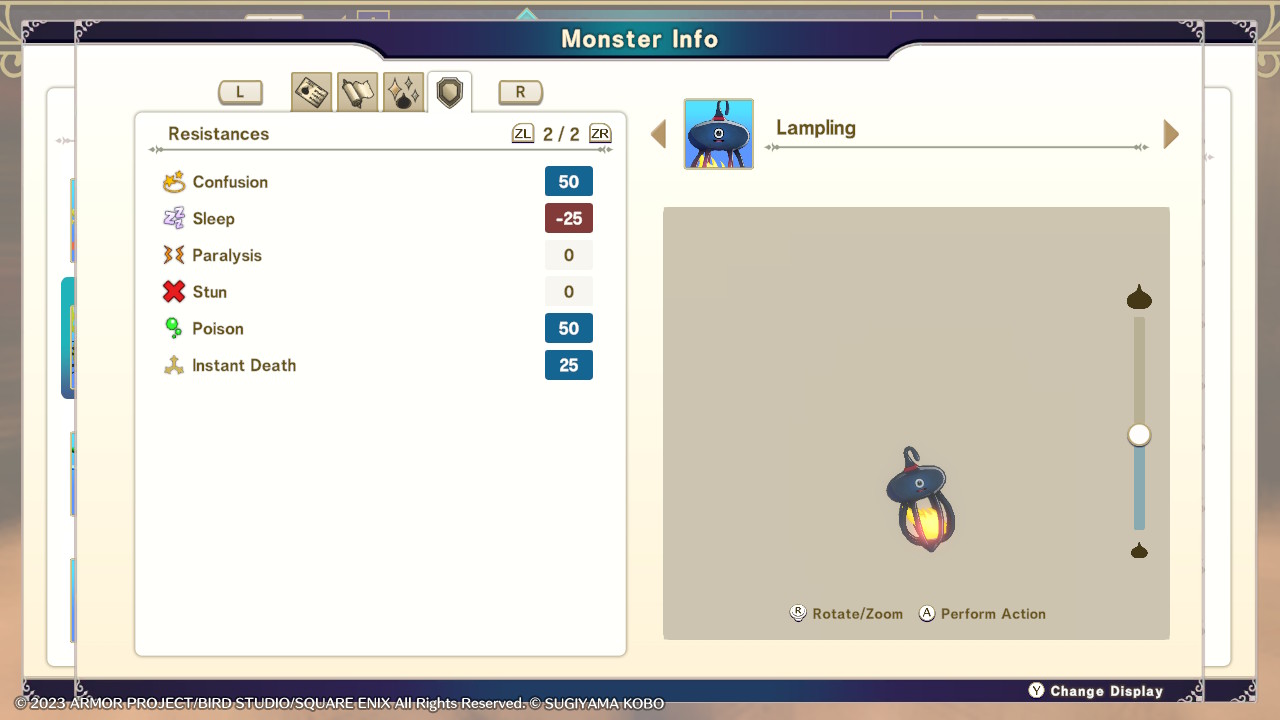 Monster Info
L
R
Resistances
ZL 2 / 2 ZR
Confusion 50
Sleep -25
Paralysis 0
Stun 0
Poison 50
Instant Death 25
Lampling
R Rotate/Zoom A Perform Action
Y Change Display
© 2023 ARMOR PROJECT/BIRD STUDIO/SQUARE ENIX All Rights Reserved. © SUGIYAMA KOBO